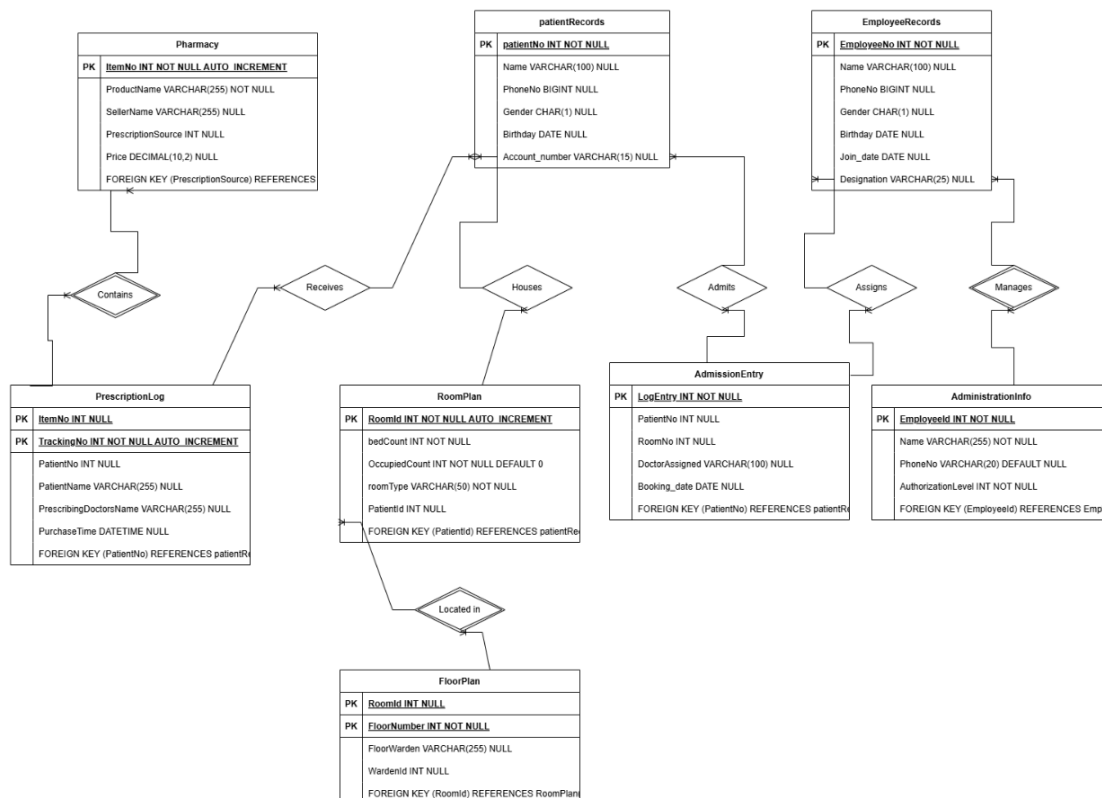 patientRecords
PK patientNo INT NOT NULL
Name VARCHAR(100) NULL
PhoneNo BIGINT NULL
Gender CHAR(1) NULL
Birthday DATE NULL
Account_number VARCHAR(15) NULL
EmployeeRecords
PK EmployeeNo INT NOT NULL
Name VARCHAR(100) NULL
PhoneNo BIGINT NULL
Gender CHAR(1) NULL
Birthday DATE NULL
Join_date DATE NULL
Designation VARCHAR(25) NULL
Pharmacy
PK ItemNo INT NOT NULL AUTO_INCREMENT
ProductName VARCHAR(255) NOT NULL
SellerName VARCHAR(255) NULL
PrescriptionSource INT NULL
Price DECIMAL(10,2) NULL
FOREIGN KEY (PrescriptionSource) REFERENCES
Contains
Receives
Houses
Admits
Assigns
Manages
PrescriptionLog
PK ItemNo INT NULL
PK TrackingNo INT NOT NULL AUTO_INCREMENT
PatientNo INT NULL
PatientName VARCHAR(255) NULL
PrescribingDoctorsName VARCHAR(255) NULL
PurchaseTime DATETIME NULL
FOREIGN KEY (PatientNo) REFERENCES patientRe
RoomPlan
PK RoomId INT NOT NULL AUTO_INCREMENT
bedCount INT NOT NULL
OccupiedCount INT NOT NULL DEFAULT 0
roomType VARCHAR(50) NOT NULL
PatientId INT NULL
FOREIGN KEY (PatientId) REFERENCES patientRec
AdmissionEntry
PK LogEntry INT NOT NULL
PatientNo INT NULL
RoomNo INT NULL
DoctorAssigned VARCHAR(100) NULL
Booking_date DATE NULL
FOREIGN KEY (PatientNo) REFERENCES patientRe
AdministrationInfo
PK EmployeeId INT NOT NULL
Name VARCHAR(255) NOT NULL
PhoneNo VARCHAR(20) DEFAULT NULL
AuthorizationLevel INT NOT NULL
FOREIGN KEY (EmployeeId) REFERENCES Emp
Located in
FloorPlan
PK RoomId INT NULL
PK FloorNumber INT NOT NULL
FloorWarden VARCHAR(255) NULL
WardenId INT NULL
FOREIGN KEY (RoomId) REFERENCES RoomPlan